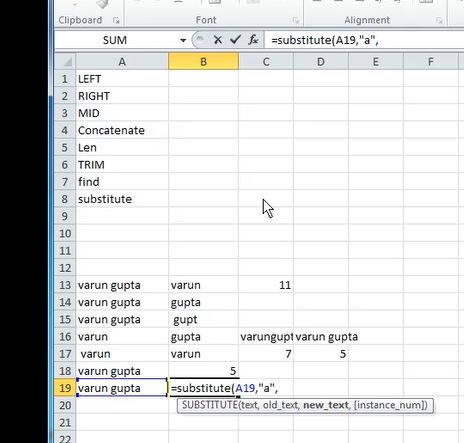 Clipboard Font Alignment
SUM fx =substitute(A19,"a",
A B C D E F
1 LEFT
2 RIGHT
3 MID
4 Concatenate
5 Len
6 TRIM
7 find
8 substitute
9
10
11
12
13 varun gupta varun 11
14 varun gupta gupta
15 varun gupta gupt
16 varun gupta varungupt varun gupta
17 varun varun 7 5
18 varun gupta 5
19 varun gupta =substitute(A19,"a",
20 SUBSTITUTE(text, old_text, new_text, [instance_num])
21
22